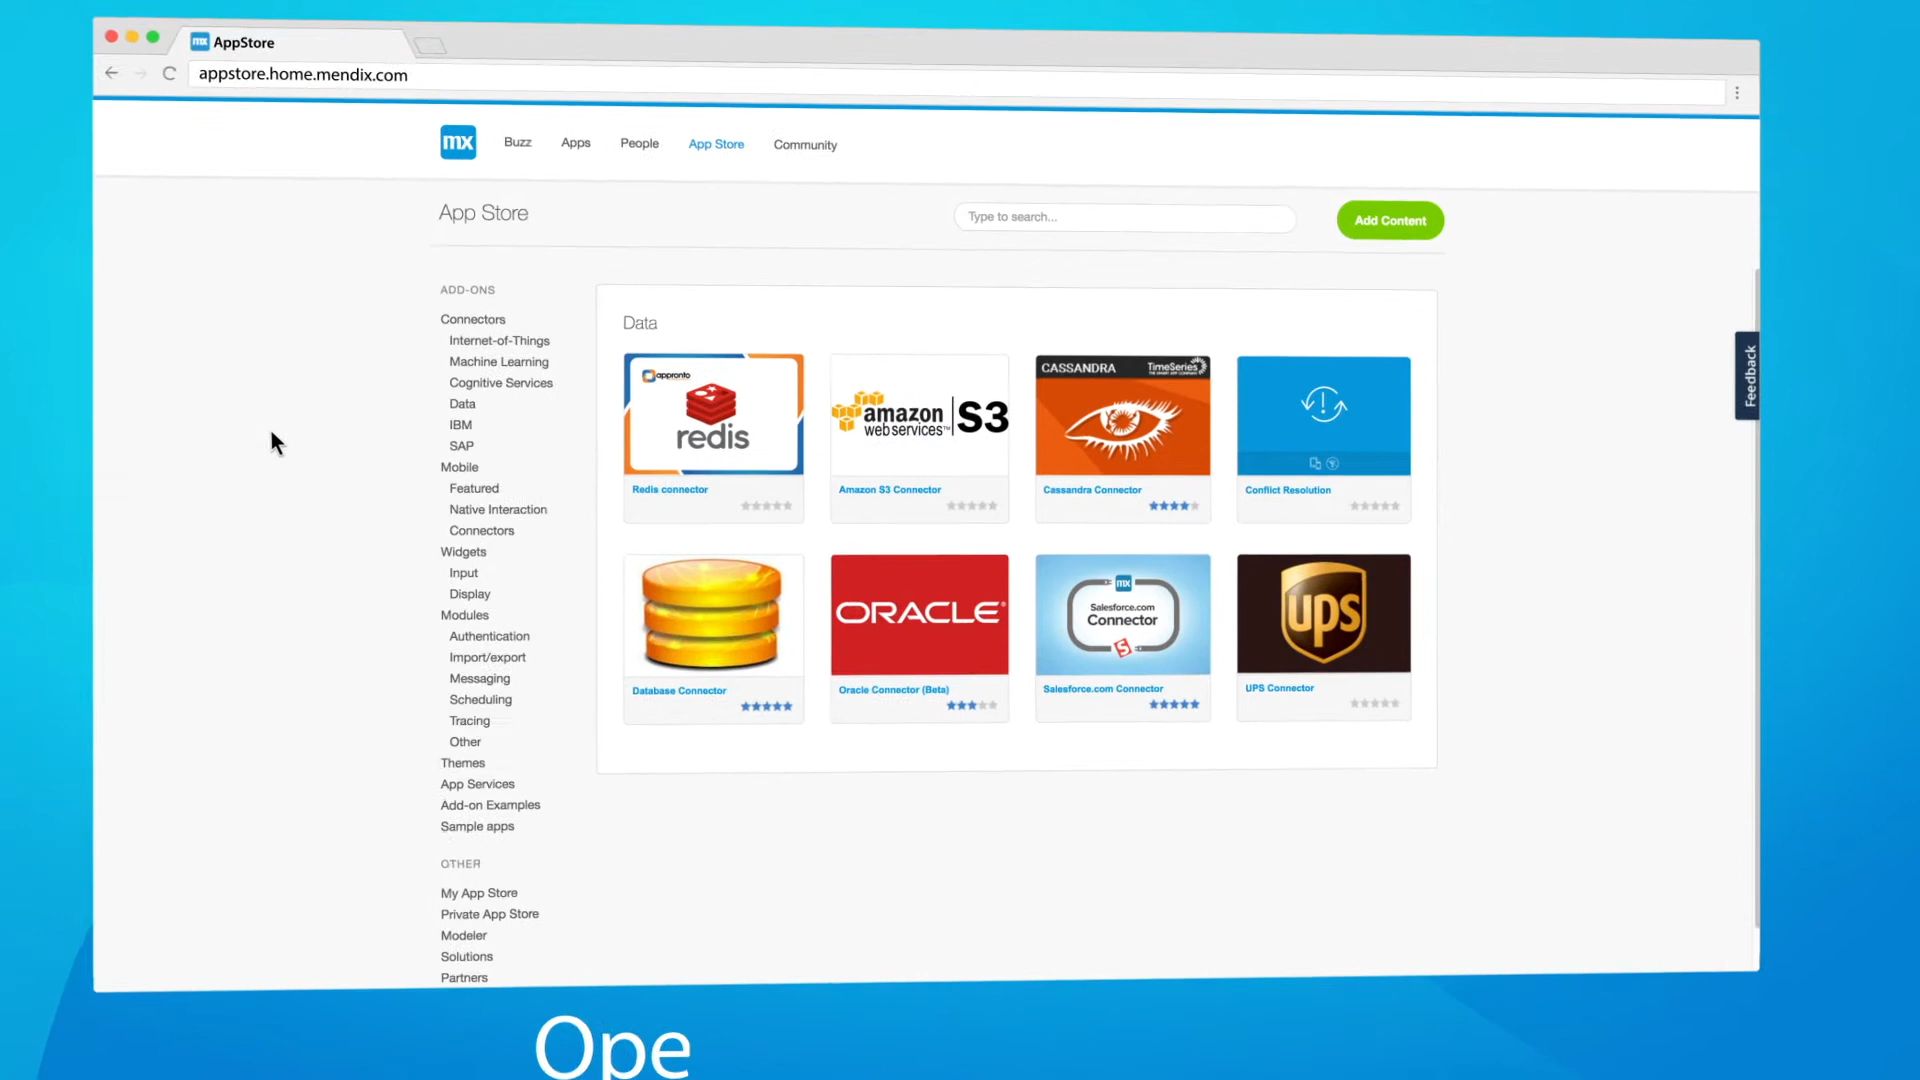 mx AppStore
appstore.home.mendix.com
mx Buzz Apps People App Store Community
App Store Type to search... Add Content
ADD-ONS
Connectors
Internet-of-Things
Machine Learning
Cognitive Services
Data
IBM
SAP
Mobile
Featured
Native Interaction
Connectors
Widgets
Input
Display
Modules
Authentication
Import/export
Messaging
Scheduling
Tracing
Other
Themes
App Services
Add-on Examples
Sample apps
OTHER
My App Store
Private App Store
Modeler
Solutions
Partners
Data
appronto
redis
Redis connector
amazon
web services™
S3
Amazon S3 Connector
CASSANDRA TimeSeries
Cassandra Connector
Conflict Resolution
Database Connector
ORACLE®
Oracle Connector (Beta)
mx
Salesforce.com
Connector
Salesforce.com Connector
ups
UPS Connector
Feedback
Ope